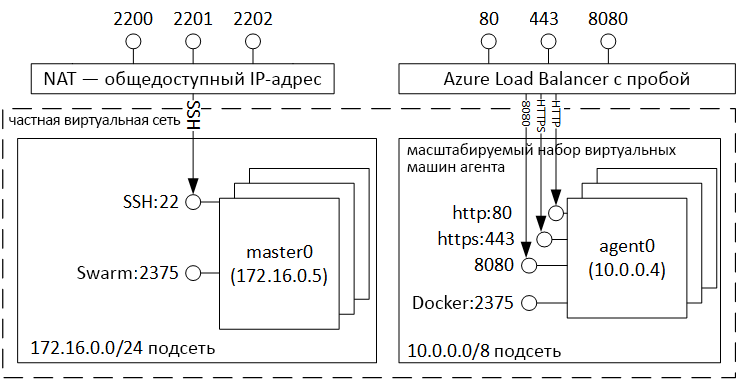 2200 2201 2202
80 443 8080
NAT — общедоступный IP-адрес
Azure Load Balancer с пробой
SSH
8080
HTTPS
HTTP
частная виртуальная сеть
SSH:22
Swarm:2375
master0
(172.16.0.5)
172.16.0.0/24 подсеть
масштабируемый набор виртуальных
машин агента
http:80
https:443
8080
Docker:2375
agent0
(10.0.0.4)
10.0.0.0/8 подсеть